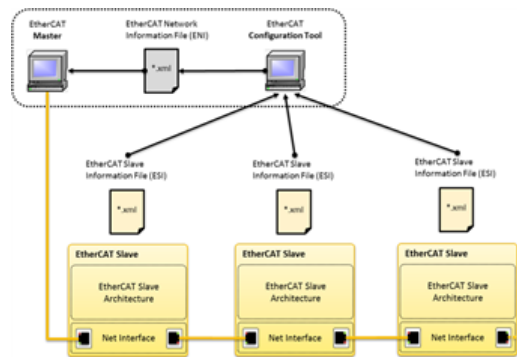 EtherCAT
Master
EtherCAT Network
Information File (ENI)
EtherCAT
Configuration Tool
*.xml
EtherCAT Slave
Information File (ESI)
EtherCAT Slave
Information File (ESI)
EtherCAT Slave
Information File (ESI)
*.xml
*.xml
*.xml
EtherCAT Slave
EtherCAT Slave
EtherCAT Slave
EtherCAT Slave
Architecture
EtherCAT Slave
Architecture
EtherCAT Slave
Architecture
Net Interface
Net Interface
Net Interface